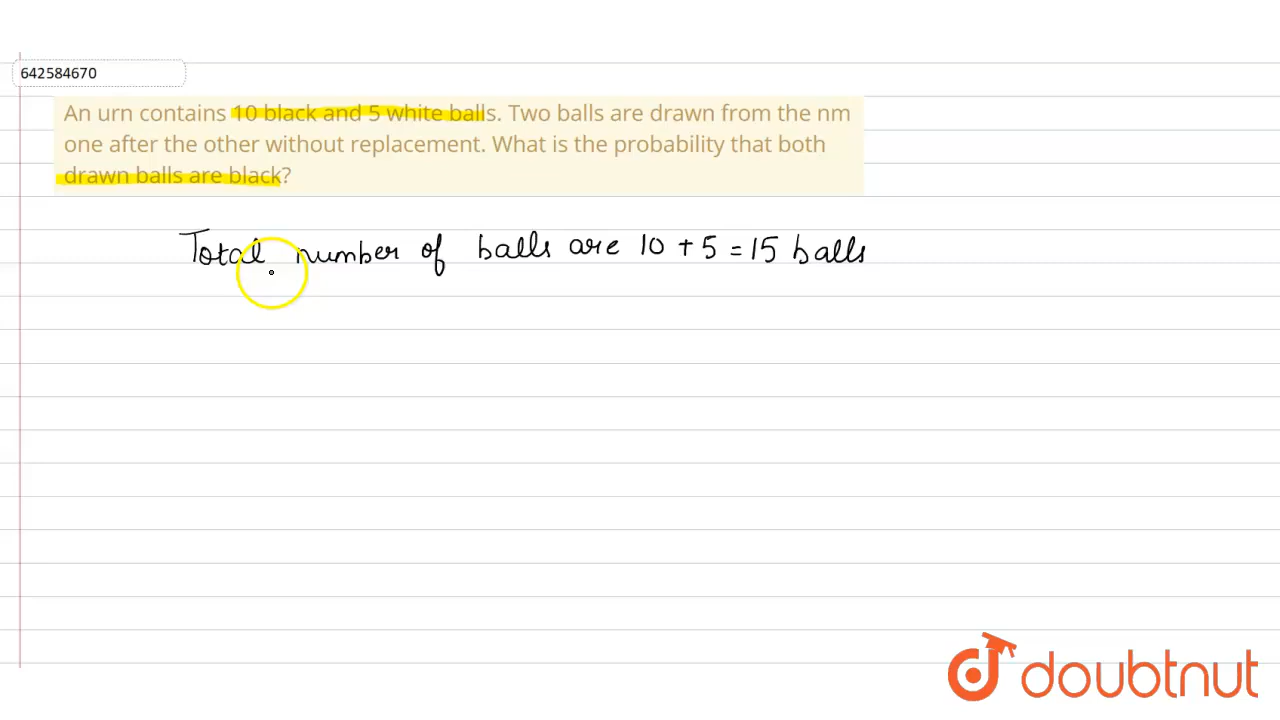 642584670
An urn contains 10 black and 5 white balls. Two balls are drawn from the nm
one after the other without replacement. What is the probability that both
drawn balls are black?
Total number of balls are 10 + 5 = 15 balls
doubtnut